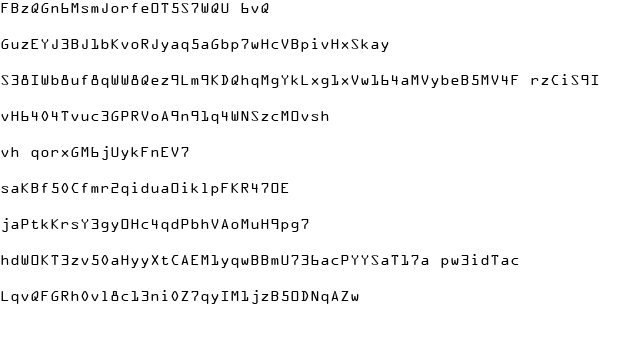 FBzQGn6MsmJorfeOT5S7WQU 6vQ
GuzEYJ3BJ1bKvoRJyaq5aGbp7wHcVBpivHxSkay
S38IWb8uf8qWW8Qez9Lm9KDQhqMgYkLxg1xVw164aMVybeB5MV4F rzCiS9I
vH6404Tvuc3GPRVoA9n91q4WNSzcMOvsh
vh qorxGM6jUykFnEV7
saKBf50Cfmr2qiduaOik1pFKR47OE
jaPtkKrsY3gyOHc4qdPbhVAoMuH9pg7
hdWOKT3zv50aHyyXtCAEM1yqwBBmU736acPYYSaT17a pw3idTac
LqvQFGRh0v18c13ni0Z7qyIM1jzB5ODNqAZw